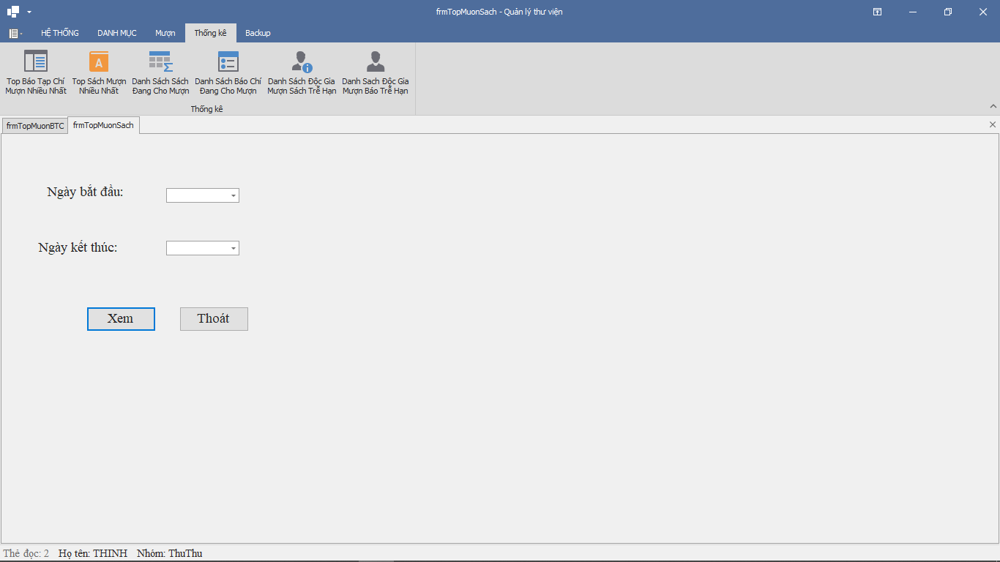 frmTopMuonSach - Quản lý thư viện
HỆ THỐNG DANH MỤC Mượn Thống kê Backup
A
Top Báo Tạp Chí Mượn Nhiều Nhất
Top Sách Mượn Nhiều Nhất
Danh Sách Sách Đang Cho Mượn
Danh Sách Báo Chí Đang Cho Mượn
Danh Sách Độc Gia Mượn Sách Trễ Hạn
Danh Sach Độc Gia Mượn Báo Trễ Hạn
Thống kê
frmTopMuonBTC frmTopMuonSach
Ngày bắt đầu:
Ngày kết thúc:
Xem Thoát
Thẻ đọc: 2 Họ tên: THINH Nhóm: ThuThu